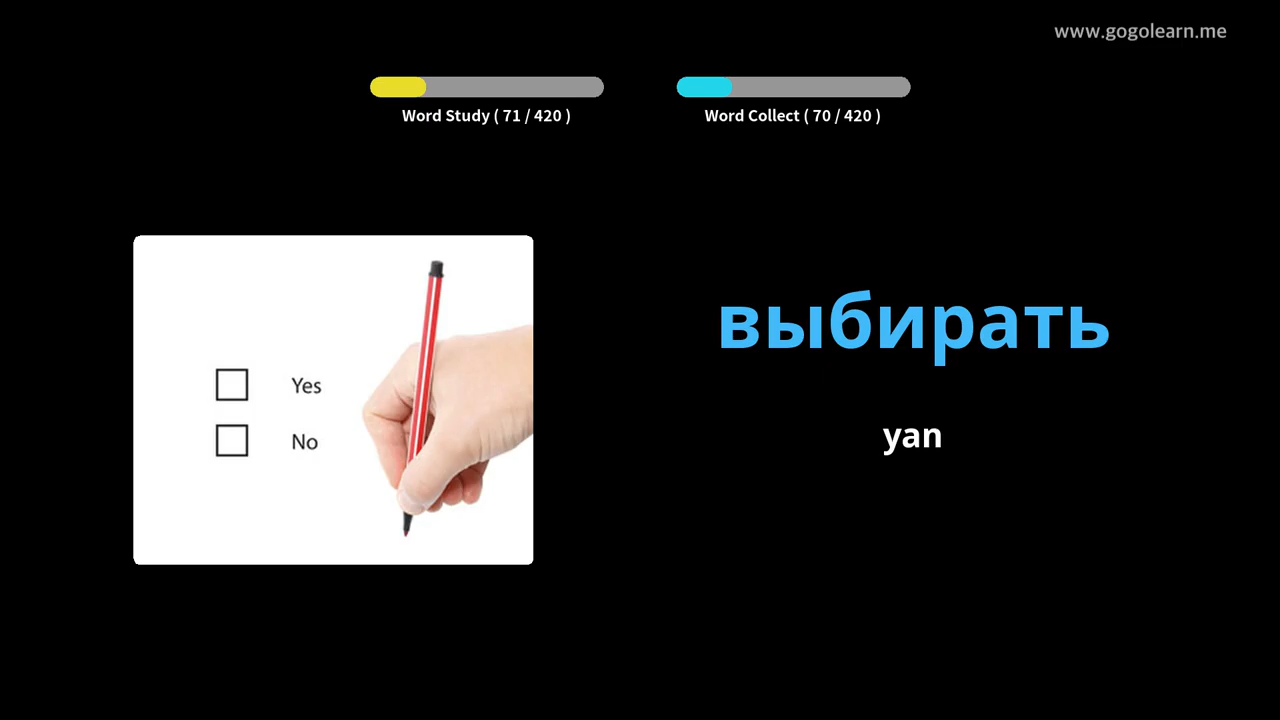 www.gogolearn.me
Word Study ( 71 / 420 )
Word Collect ( 70 / 420 )
Yes
No
выбирать
yan